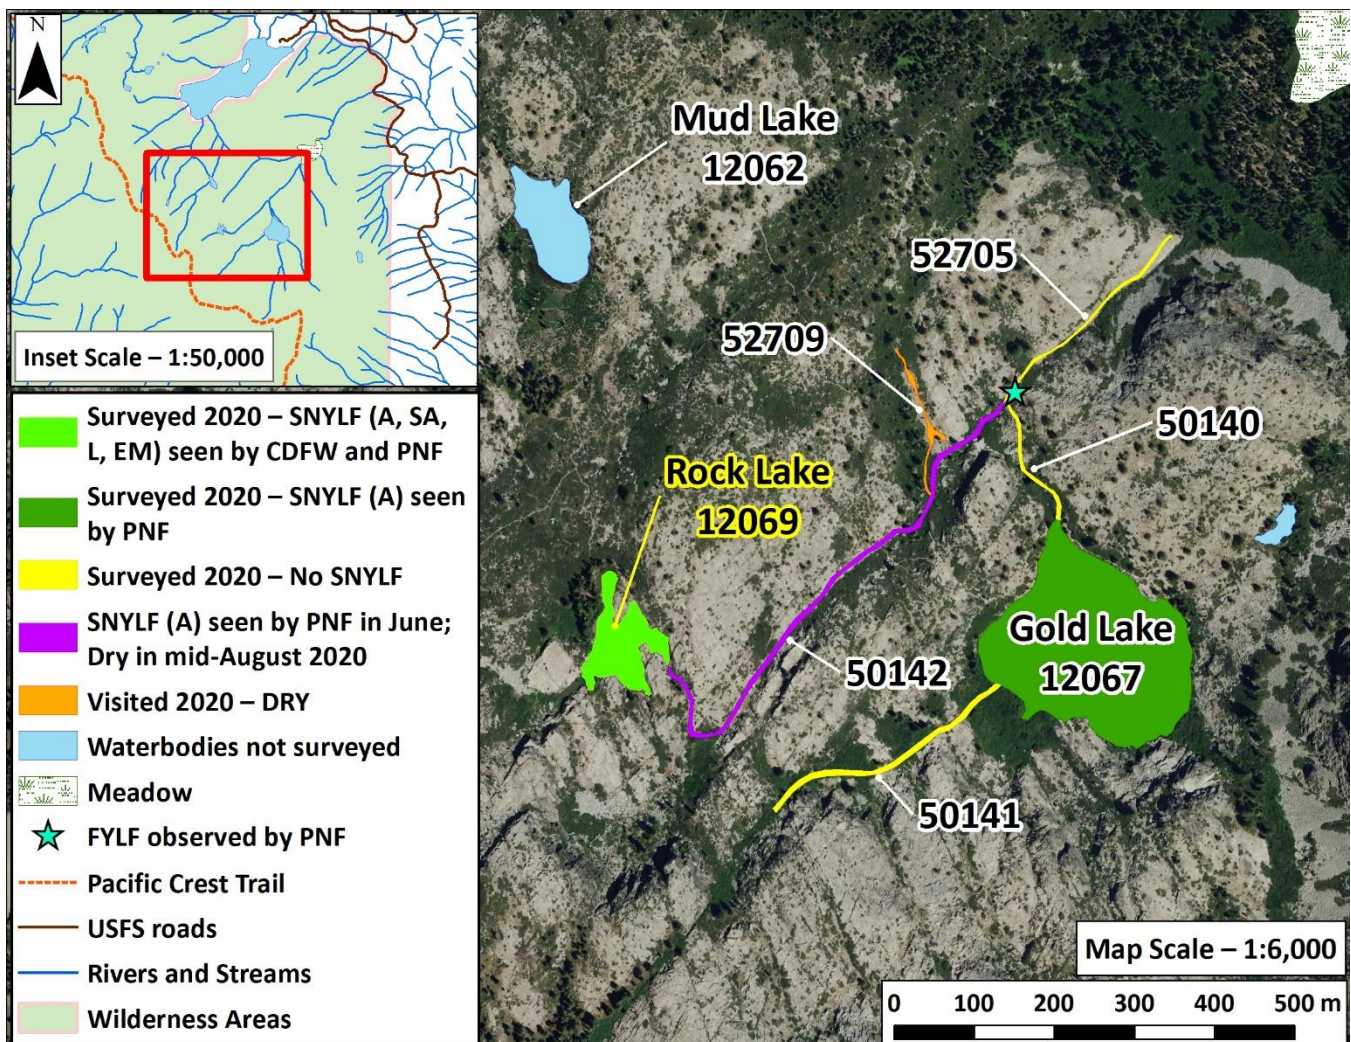 N
Inset Scale – 1:50,000
Surveyed 2020 – SNYLF (A, SA,
L, EM) seen by CDFW and PNF
Surveyed 2020 – SNYLF (A) seen
by PNF
Surveyed 2020 – No SNYLF
SNYLF (A) seen by PNF in June;
Dry in mid-August 2020
Visited 2020 – DRY
Waterbodies not surveyed
Meadow
FYLF observed by PNF
Pacific Crest Trail
USFS roads
Rivers and Streams
Wilderness Areas
Mud Lake
12062
52705
52709
50140
Rock Lake
12069
Gold Lake
12067
50142
50141
Map Scale – 1:6,000
0 100 200 300 400 500 m